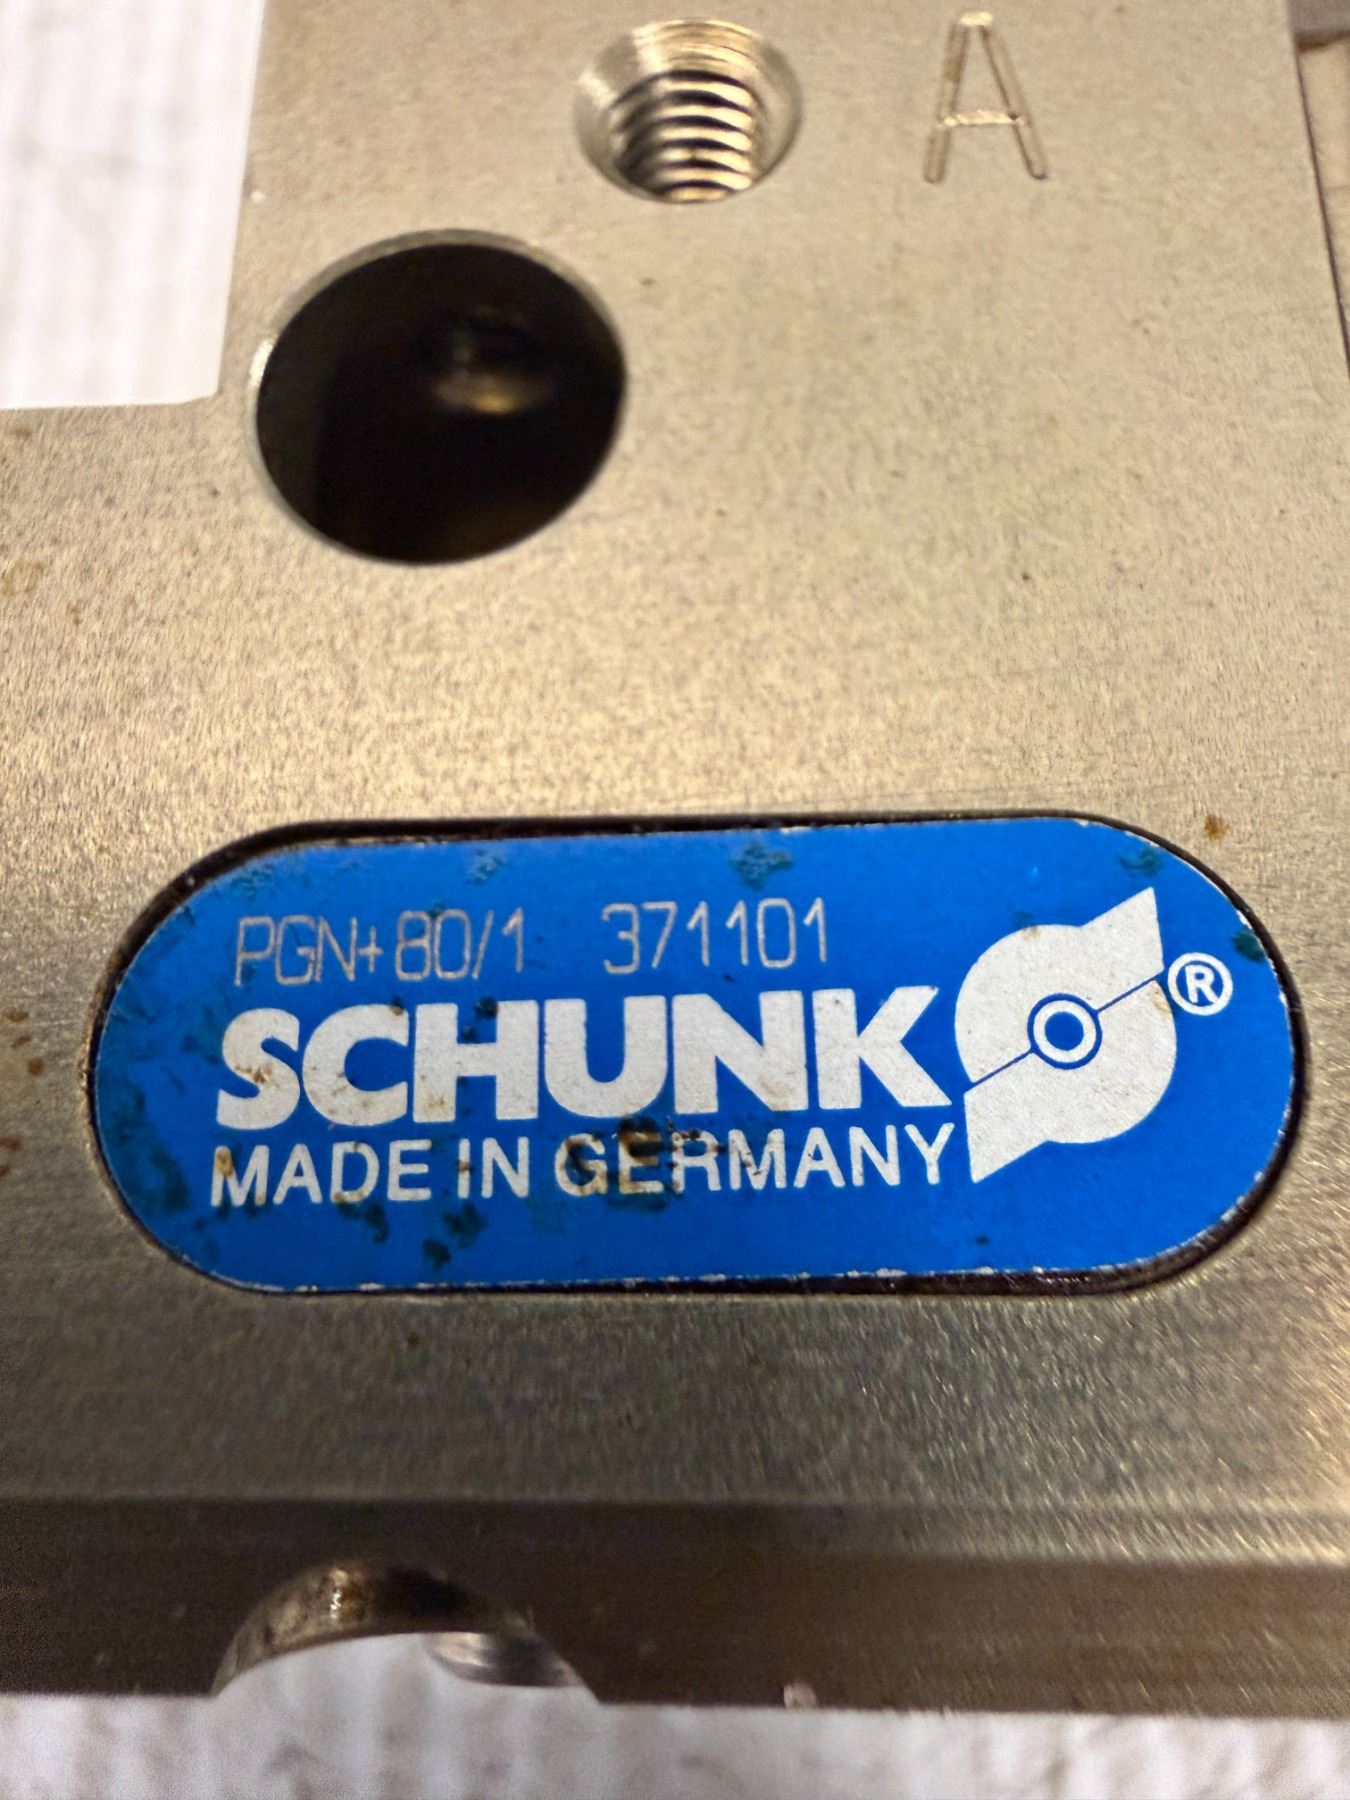 A
PGN+80/1 371101
SCHUNK ®
MADE IN GERMANY